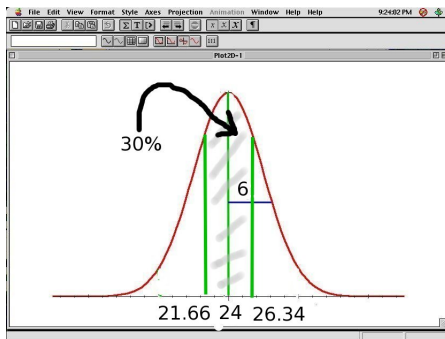 File Edit View Format Style Axes Projection Animation Window Help Help 9:24:02 PM
Plot2D-1
30%
6
21.66 24 26.34